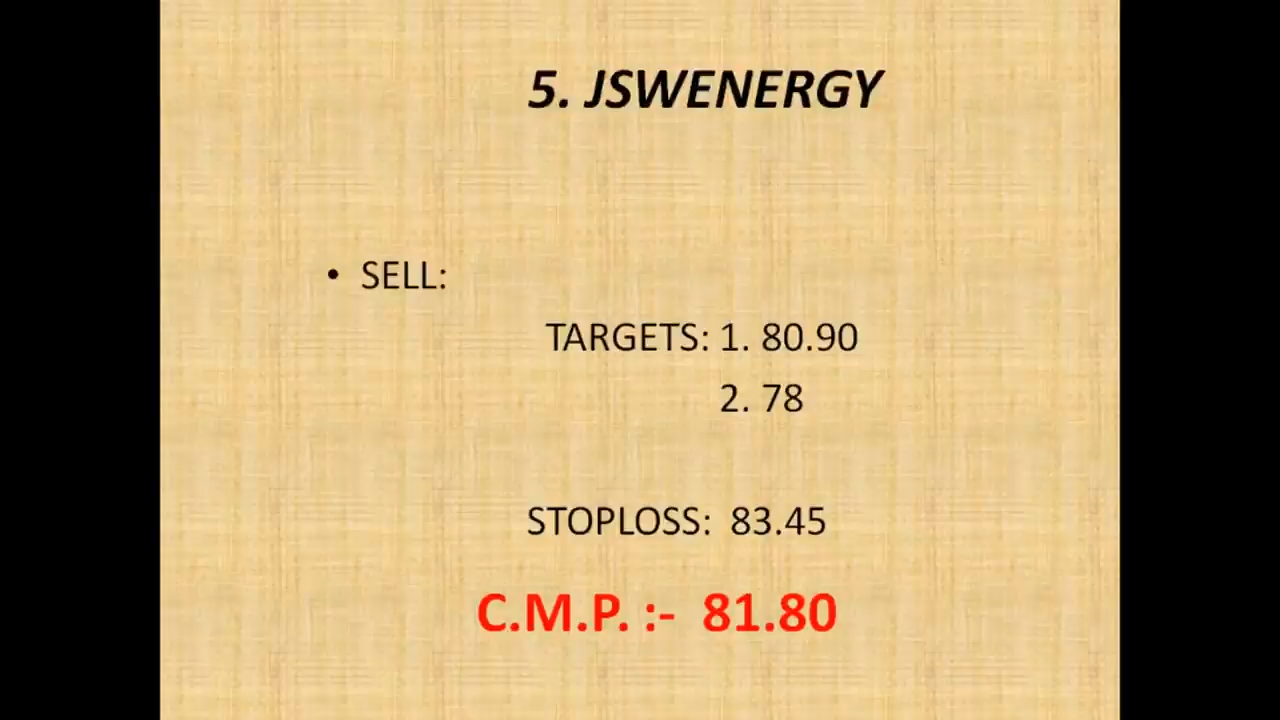 5. JSWENERGY
• SELL:
TARGETS: 1. 80.90
2. 78
STOPLOSS: 83.45
C.M.P. :- 81.80